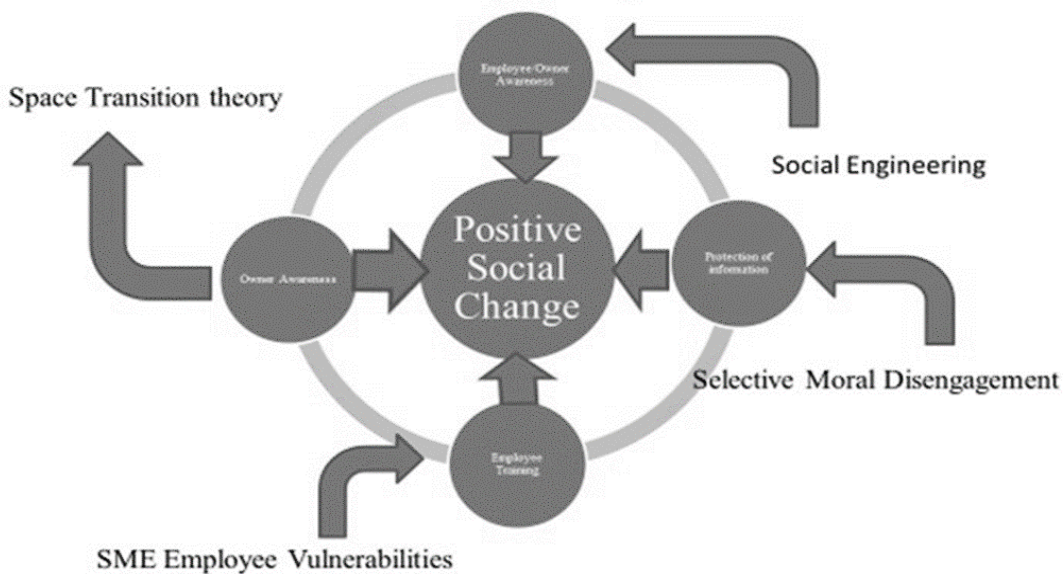 Employee/Owner
Awareness
Space Transition theory
Social Engineering
Positive
Social
Change
Protection of
information
Owner Awareness
Selective Moral Disengagement
Employee
Training
SME Employee Vulnerabilities